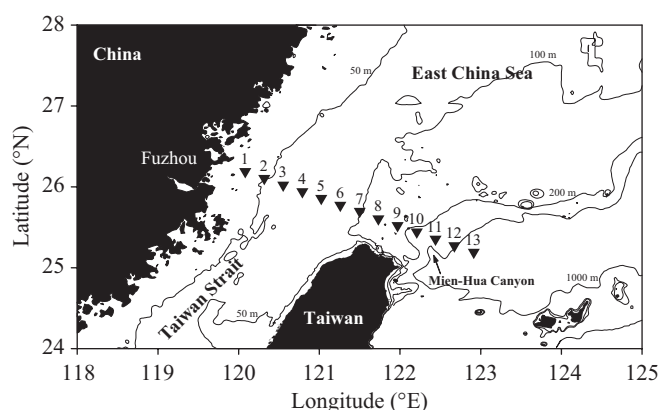 28
27
26
25
24
Latitude (°N)
China
50 m
East China Sea
100 m
Fuzhou
1 2 3 4 5 6 7 8 9 10 11 12 13
200 m
Mien-Hua Canyon
1000 m
Taiwan Strait
50 m
Taiwan
118 119 120 121 122 123 124 125
Longitude (°E)